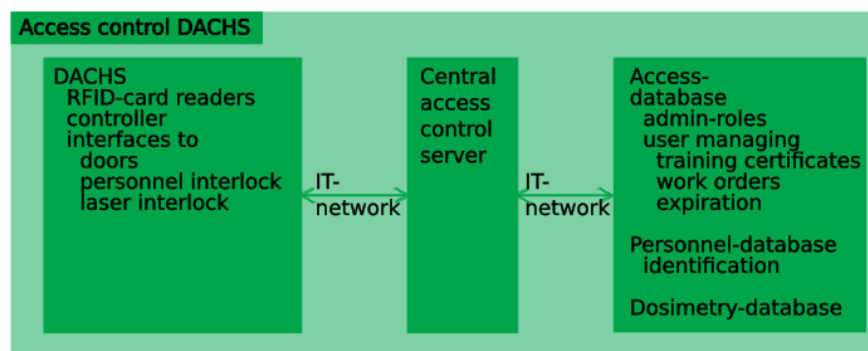 Access control DACHS
DACHS
RFID-card readers
controller
interfaces to
doors
personnel interlock
laser interlock
IT-
network
Central
access
control
server
IT-
network
Access-
database
admin-roles
user managing
training certificates
work orders
expiration
Personnel-database
identification
Dosimetry-database